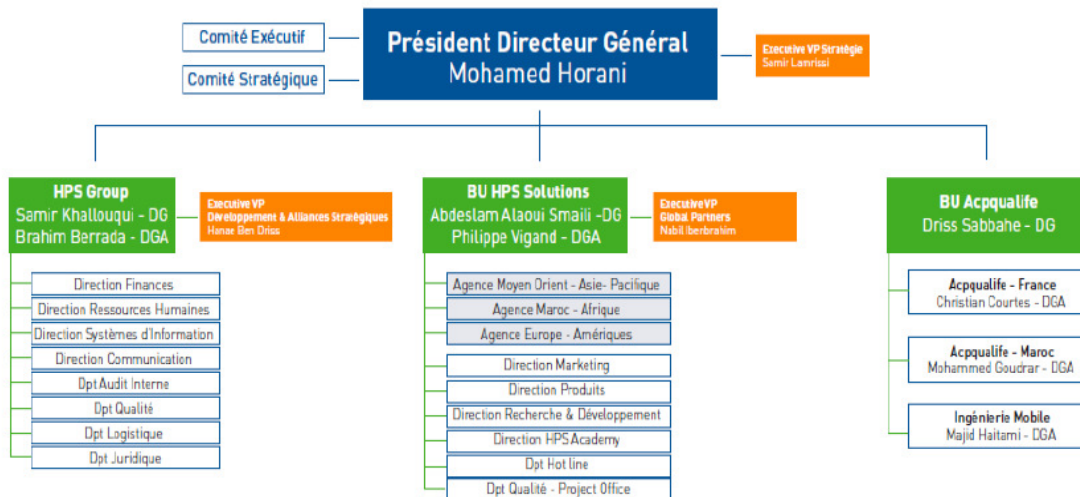 Comité Exécutif
Comité Stratégique
Président Directeur Général
Mohamed Horani
Executive VP Stratégie
Samir Lamrissi
HPS Group
Samir Khallouqui - DG
Brahim Berrada - DGA
Executive VP
Développement & Alliances Stratégiques
Hanae Ben Driss
Direction Finances
Direction Ressources Humaines
Direction Systèmes d'Information
Direction Communication
Dpt Audit Interne
Dpt Qualité
Dpt Logistique
Dpt Juridique
BU HPS Solutions
Abdeslam Alaoui Smaili -DG
Philippe Vigand - DGA
Executive VP
Global Partners
Nabil Iberbrahim
Agence Moyen Orient - Asie- Pacifique
Agence Maroc - Afrique
Agence Europe - Amériques
Direction Marketing
Direction Produits
Direction Recherche & Développement
Direction HPS Academy
Dpt Hot line
Dpt Qualité - Project Office
BU Acpqualife
Driss Sabbahe - DG
Acpqualife - France
Christian Courtes - DGA
Acpqualife - Maroc
Mohammed Goudrar - DGA
Ingénierie Mobile
Majid Haitami - DGA